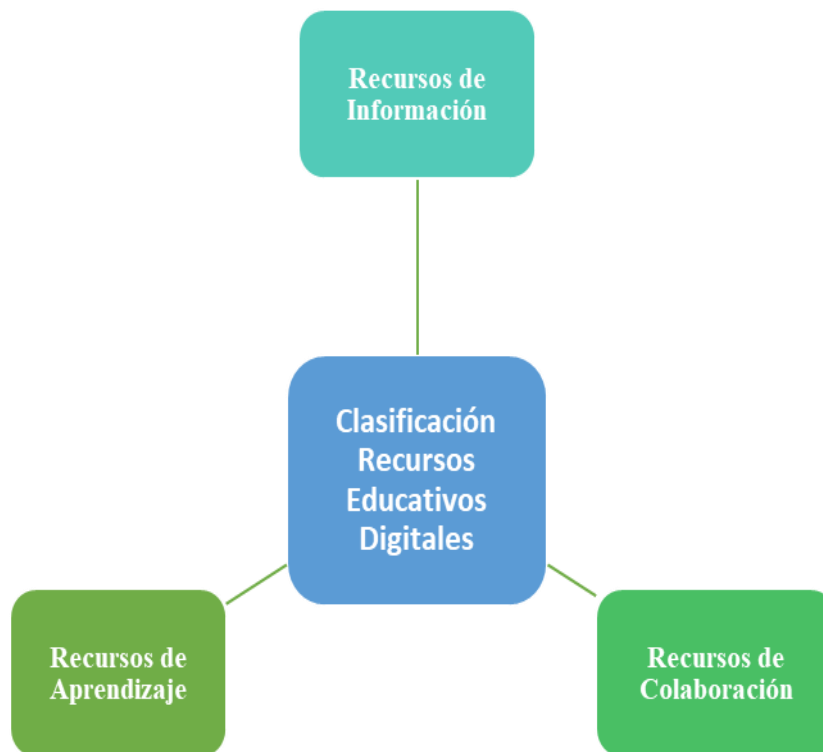 Recursos de
Información
Clasificación
Recursos
Educativos
Digitales
Recursos de
Aprendizaje
Recursos de
Colaboración